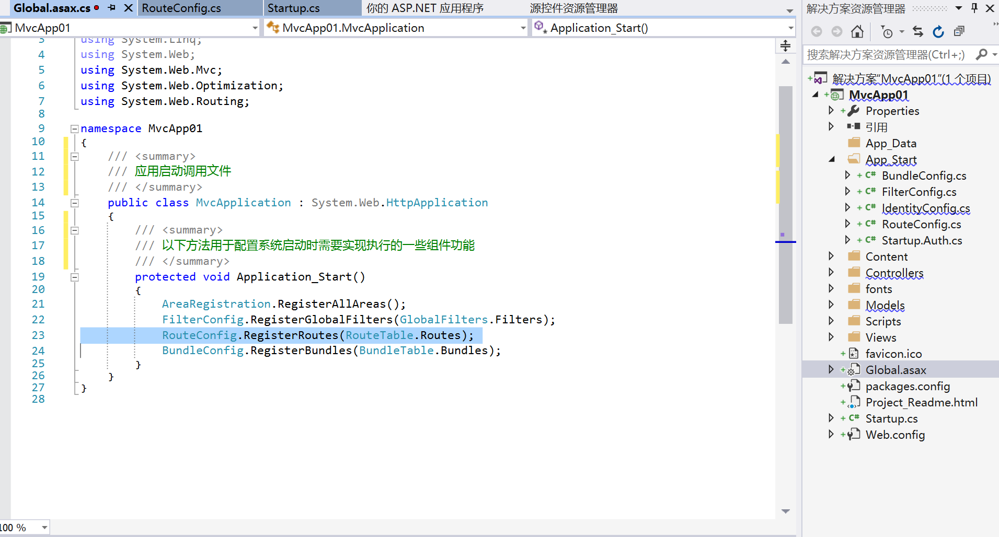 Global.asax.cs RouteConfig.cs Startup.cs 你的 ASP.NET 应用程序 源控件资源管理器
MvcApp01 MvcApp01.MvcApplication Application_Start()
3 using System.Linq;
4 using System.Web;
5 using System.Web.Mvc;
6 using System.Web.Optimization;
7 using System.Web.Routing;
8
9 namespace MvcApp01
10 {
11 /// <summary>
12 /// 应用启动调用文件
13 /// </summary>
14 public class MvcApplication : System.Web.HttpApplication
15 {
16 /// <summary>
17 /// 以下方法用于配置系统启动时需要实现执行的一些组件功能
18 /// </summary>
19 protected void Application_Start()
20 {
21 AreaRegistration.RegisterAllAreas();
22 FilterConfig.RegisterGlobalFilters(GlobalFilters.Filters);
23 RouteConfig.RegisterRoutes(RouteTable.Routes);
24 BundleConfig.RegisterBundles(BundleTable.Bundles);
25 }
26 }
27 }
28
100 %
解决方案资源管理器
搜索解决方案资源管理器(Ctrl+;)
解决方案"MvcApp01"(1 个项目)
MvcApp01
Properties
引用
App_Data
App_Start
C# BundleConfig.cs
C# FilterConfig.cs
C# IdentityConfig.cs
C# RouteConfig.cs
C# Startup.Auth.cs
Content
Controllers
fonts
Models
Scripts
Views
favicon.ico
Global.asax
packages.config
Project_Readme.html
C# Startup.cs
Web.config